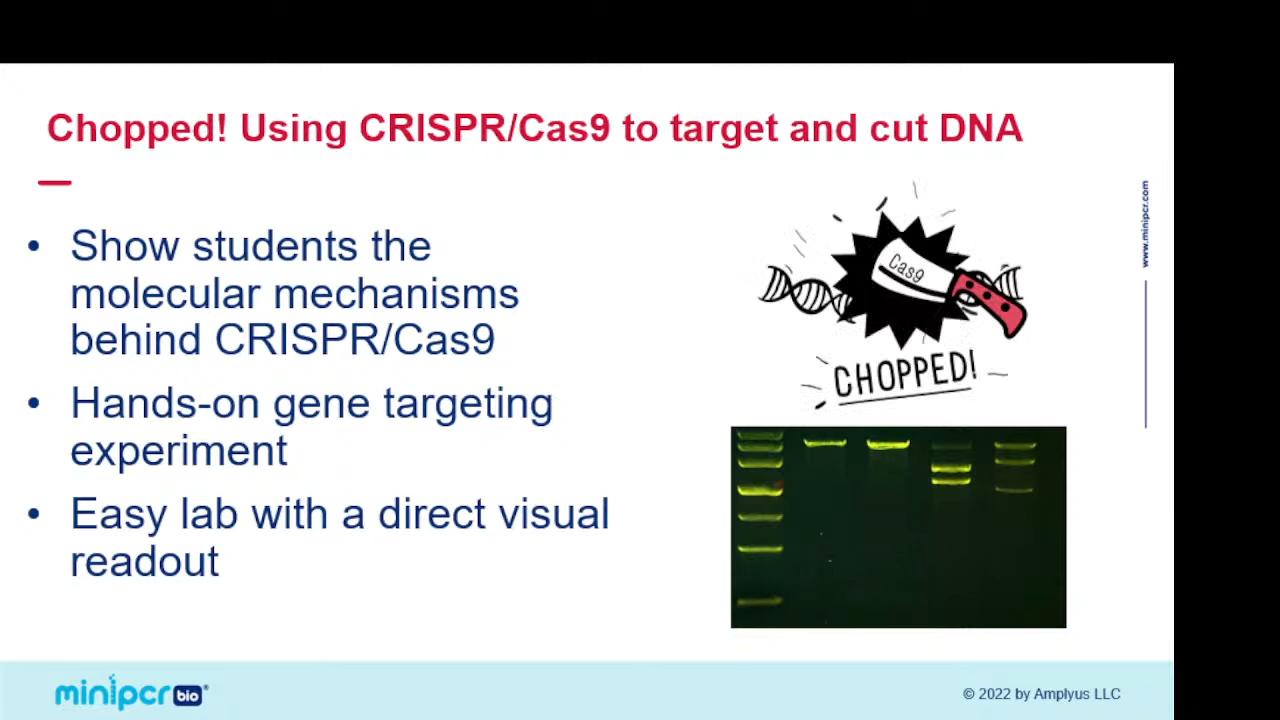 Chopped! Using CRISPR/Cas9 to target and cut DNA
• Show students the
molecular mechanisms
behind CRISPR/Cas9
• Hands-on gene targeting
experiment
• Easy lab with a direct visual
readout
Cas9
CHOPPED!
www.minipcr.com
minipcr bio®
© 2022 by Amplyus LLC